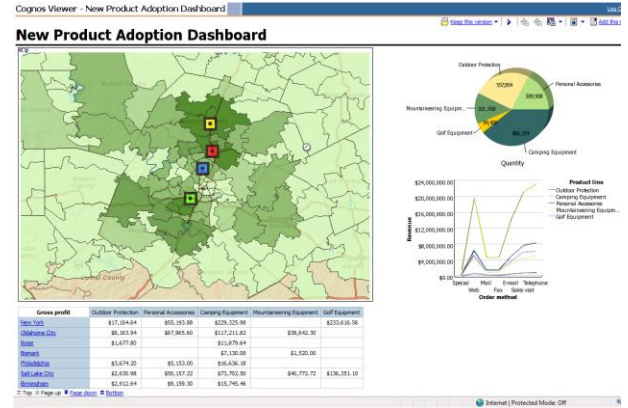 Cognos Viewer - New Product Adoption Dashboard
Keep this version
Add this
New Product Adoption Dashboard
Outdoor Protection
Personal Accessories
Mountaineering Equipm...
Golf Equipment
Camping Equipment
Quantity
Revenue
$24,000,000.00
$20,000,000.00
$16,000,000.00
$12,000,000.00
$8,000,000.00
$4,000,000.00
$0.00
Special Mail E-mail Telephone
Web Fax Sales visit
Order method
Product line
Outdoor Protection
Camping Equipment
Personal Accessories
Mountaineering Equipm...
Golf Equipment
Gross profit Outdoor Protection Personal Accessories Camping Equipment Mountaineering Equipment Golf Equipment
New York $17,164.64 $55,193.88 $229,325.98 $233,616.56
Oklahoma City $8,163.94 $67,965.60 $117,211.82 $38,642.30
Boise $1,677.80 $11,879.64
Bismark $7,130.08 $1,520.00
Philadelphia $3,674.20 $5,153.00 $16,636.18
Salt Lake City $2,630.98 $50,157.22 $73,702.92 $40,772.72 $136,351.10
Birmingham $2,912.64 $9,159.30 $15,745.46
Top Page up Page down Bottom
Internet | Protected Mode: Off